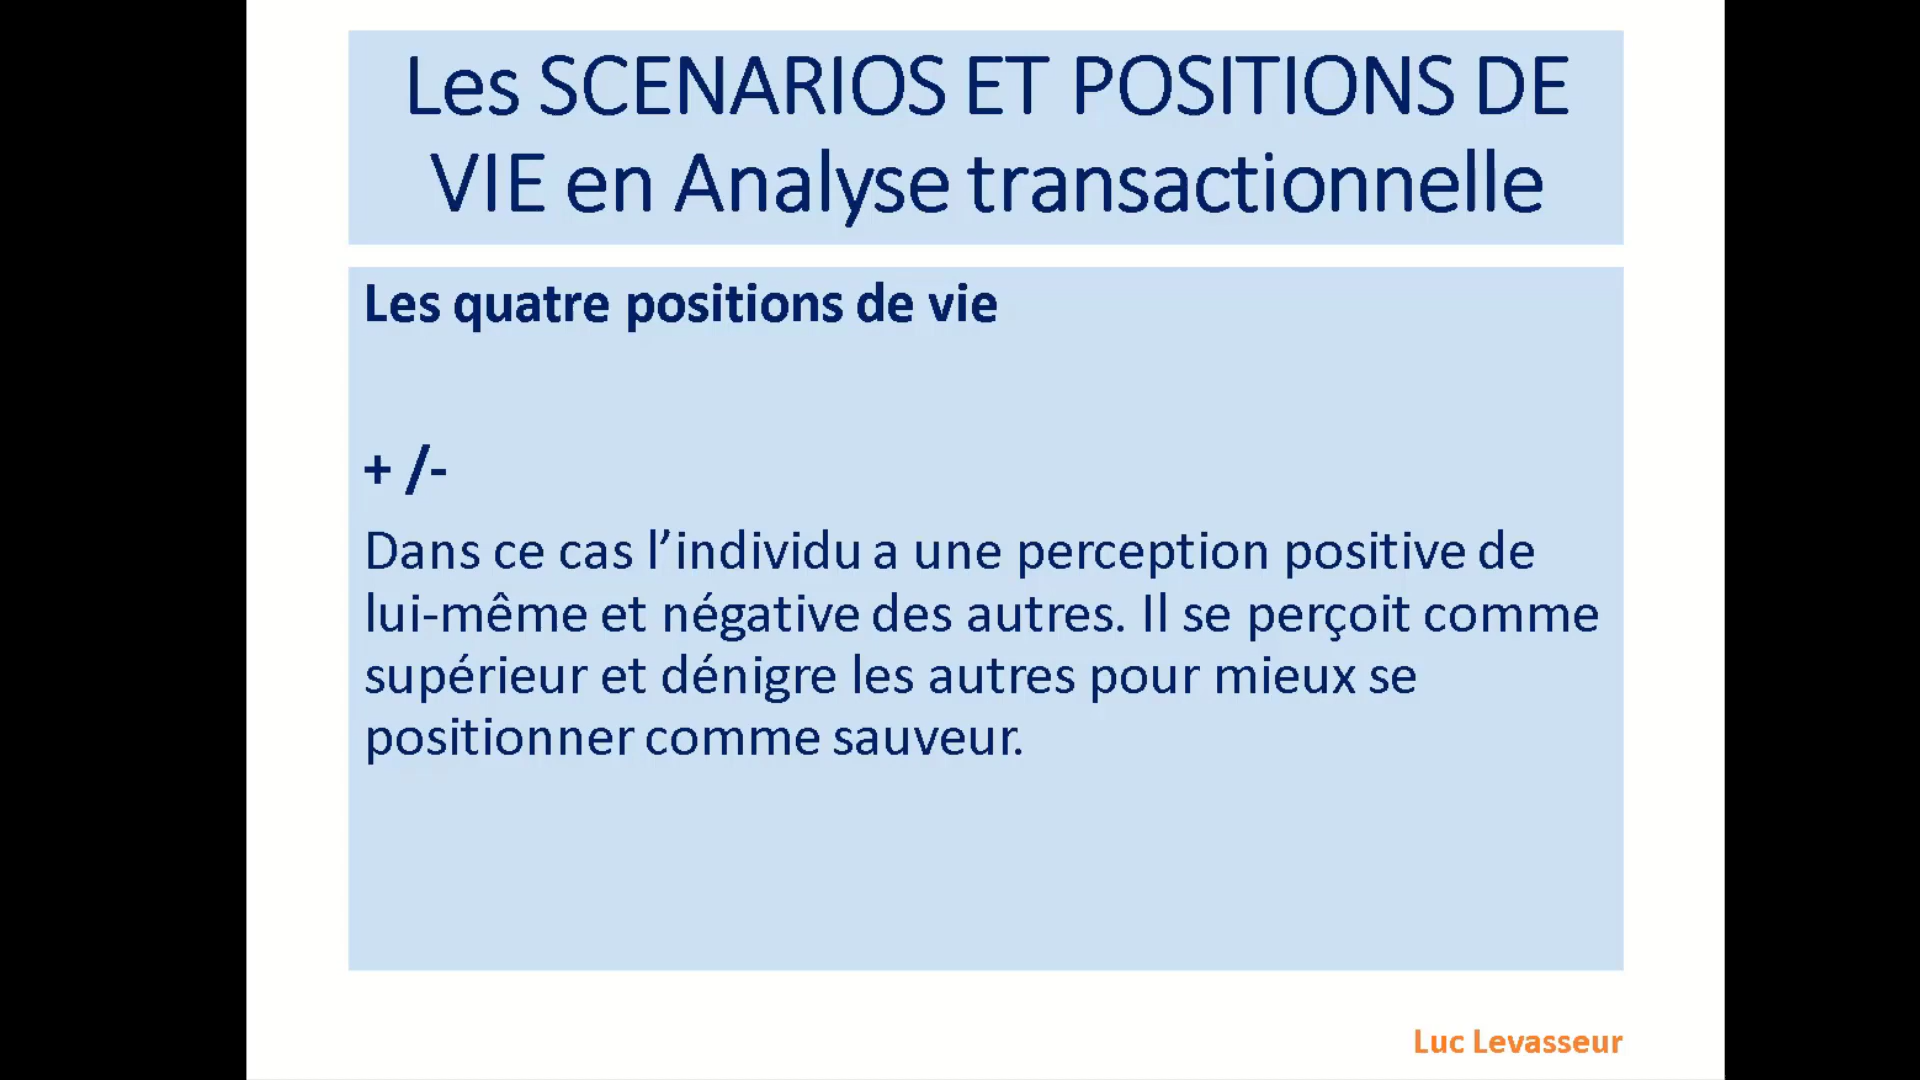 Les SCENARIOS ET POSITIONS DE
VIE en Analyse transactionnelle
Les quatre positions de vie
+ /-
Dans ce cas l’individu a une perception positive de
lui-même et négative des autres. Il se perçoit comme
supérieur et dénigre les autres pour mieux se
positionner comme sauveur.
Luc Levasseur